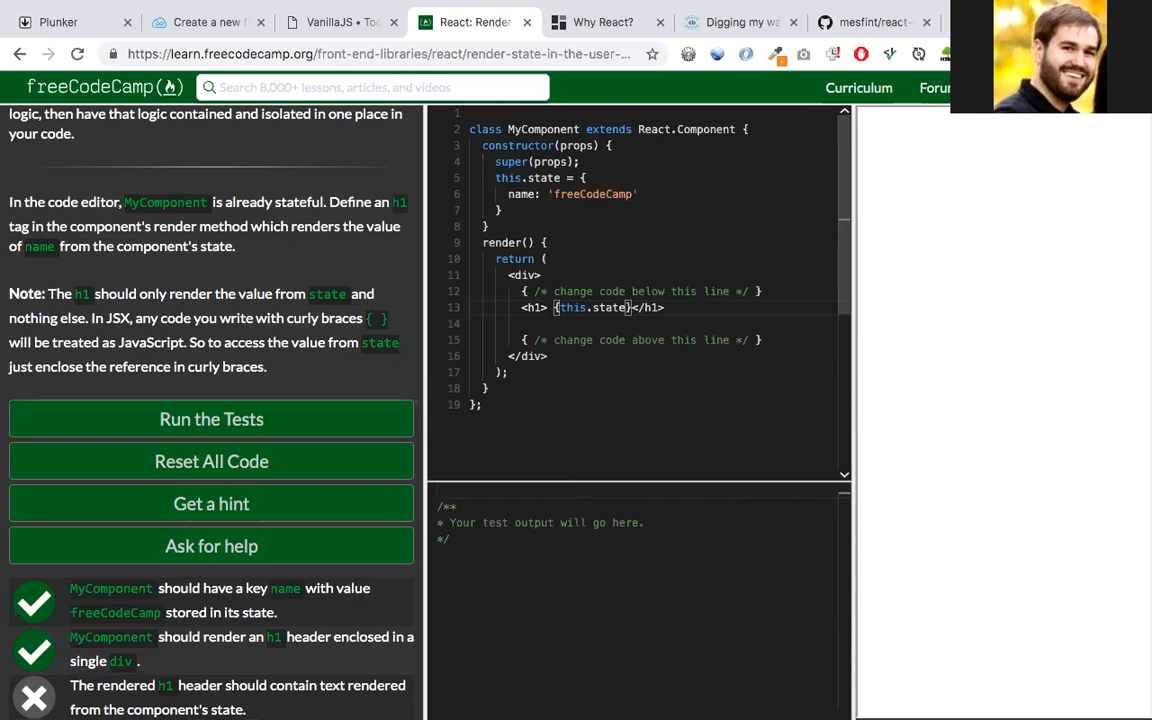 Plunker
Create a new f
VanillaJS • To
React: Render
Why React?
Digging my wa
mesfint/react-
https://learn.freecodecamp.org/front-end-libraries/react/render-state-in-the-user-...
freeCodeCamp
Search 8,000+ lessons, articles, and videos
Curriculum
Forum
logic, then have that logic contained and isolated in one place in
your code.
In the code editor, MyComponent is already stateful. Define an h1
tag in the component's render method which renders the value
of name from the component's state.
Note: The h1 should only render the value from state and
nothing else. In JSX, any code you write with curly braces { }
will be treated as JavaScript. So to access the value from state
just enclose the reference in curly braces.
Run the Tests
Reset All Code
Get a hint
Ask for help
MyComponent should have a key name with value
freeCodeCamp stored in its state.
MyComponent should render an h1 header enclosed in a
single div .
The rendered h1 header should contain text rendered
from the component's state.
1
2 class MyComponent extends React.Component {
3 constructor(props) {
4 super(props);
5 this.state = {
6 name: 'freeCodeCamp'
7 }
8 }
9 render() {
10 return (
11 <div>
12 { /* change code below this line */ }
13 <h1> {this.state}</h1>
14
15 { /* change code above this line */ }
16 </div>
17 );
18 }
19 };
/**
* Your test output will go here.
*/